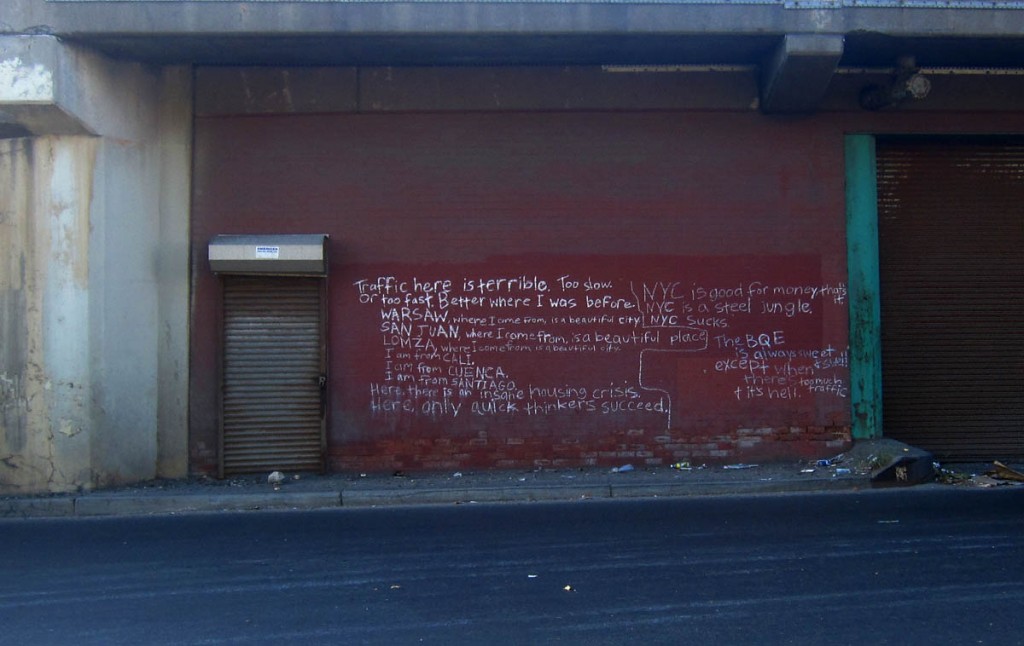 Traffic here is terrible. Too slow.
Or too fast. Better where I was before.
WARSAW, where I come from, is a beautiful city.
SAN JUAN, where I come from, is a beautiful place.
LOMZA, where I come from, is a beautiful city.
I am from CALI.
I am from CUENCA.
I am from SANTIAGO.
Here, there is an insane housing crisis.
Here, only quick thinkers succeed.
NYC is good for money, that's
it
NYC is a steel jungle.
NYC Sucks.
The BQE
is always sweet
except when
there's too much
traffic
& it's hell.